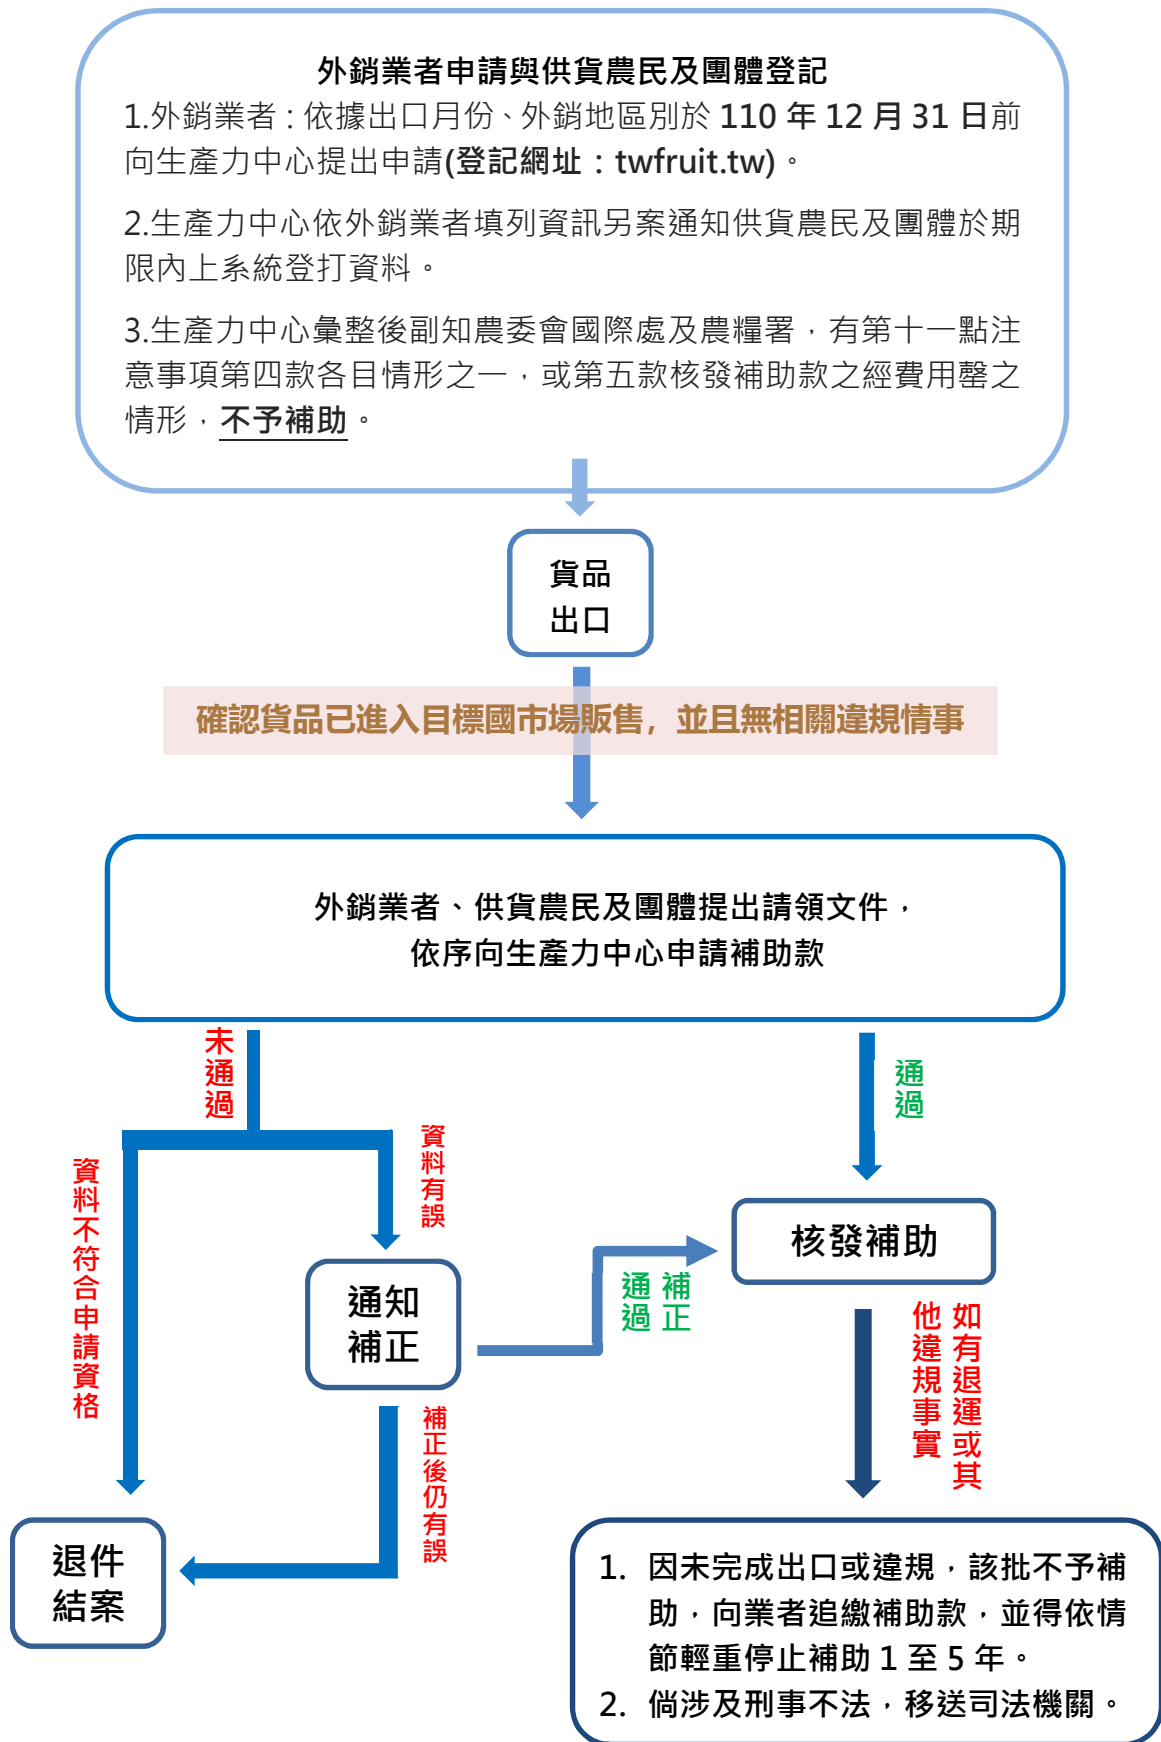 外銷業者申請與供貨農民及團體登記
1.外銷業者：依據出口月份、外銷地區別於 110 年 12 月 31 日前
向生產力中心提出申請(登記網址：twfruit.tw)。
2.生產力中心依外銷業者填列資訊另案通知供貨農民及團體於期
限內上系統登打資料。
3.生產力中心彙整後副知農委會國際處及農糧署，有第十一點注
意事項第四款各目情形之一，或第五款核發補助款之經費用罄之
情形，不予補助。
貨品
出口
確認貨品已進入目標國市場販售，並且無相關違規情事
外銷業者、供貨農民及團體提出請領文件，
依序向生產力中心申請補助款
未通過
通過
資料有誤
資料不符合申請資格
核發補助
通知
補正
補正
通過
如有退運或其
他違規事實
補正後仍有誤
退件
結案
1. 因未完成出口或違規，該批不予補
助，向業者追繳補助款，並得依情
節輕重停止補助 1 至 5 年。
2. 倘涉及刑事不法，移送司法機關。